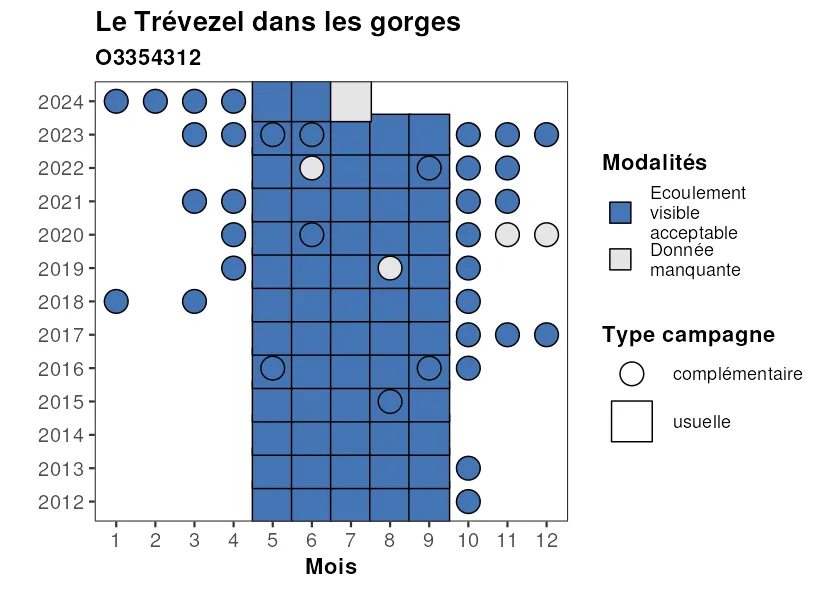 Le Trévezel dans les gorges
O3354312
2024
2023
2022
2021
2020
2019
2018
2017
2016
2015
2014
2013
2012
1 2 3 4 5 6 7 8 9 10 11 12
Mois
Modalités
Ecoulement
visible
acceptable
Donnée
manquante
Type campagne
complémentaire
usuelle